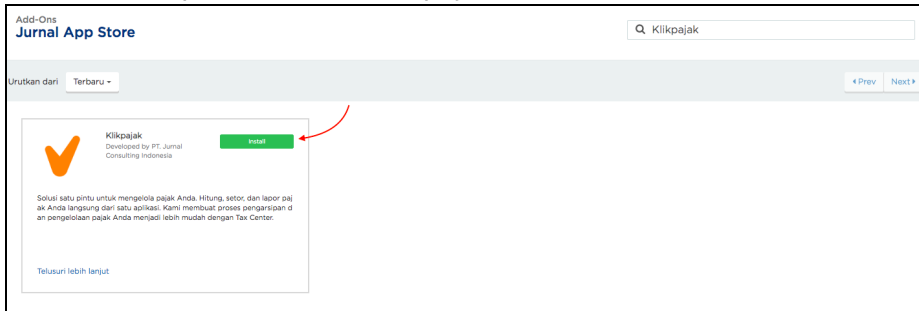 Add-Ons
Jurnal App Store
Klikpajak
Urutkan dari Terbaru
Prev Next
Klikpajak
Developed by PT. Jurnal
Consulting Indonesia
Install
Solusi satu pintu untuk mengelola pajak Anda. Hitung, setor, dan lapor paj
ak Anda langsung dari satu aplikasi. Kami membuat proses pengarsipan d
an pengelolaan pajak Anda menjadi lebih mudah dengan Tax Center.
Telusuri lebih lanjut